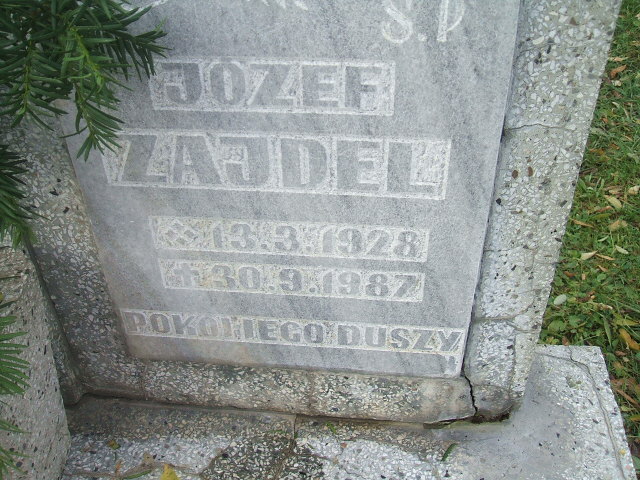 Ś.P
JÓZEF
ZAJDEL
13.3.1928
✝ 30.9.1987
POKÓJ JEGO DUSZY